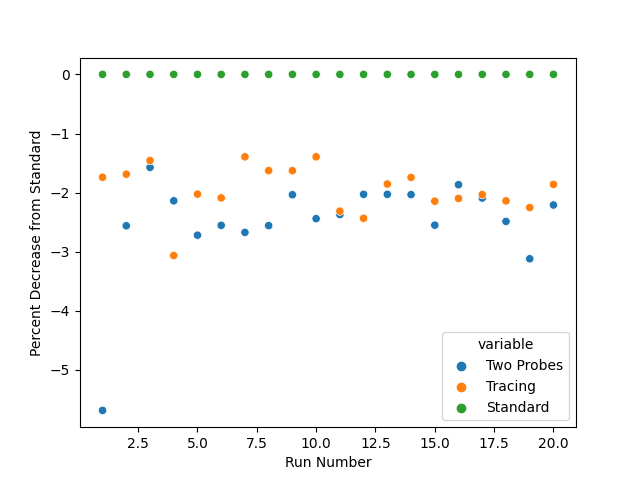 0
−1
−2
−3
−4
−5
Percent Decrease from Standard
2.5
5.0
7.5
10.0
12.5
15.0
17.5
20.0
Run Number
variable
Two Probes
Tracing
Standard